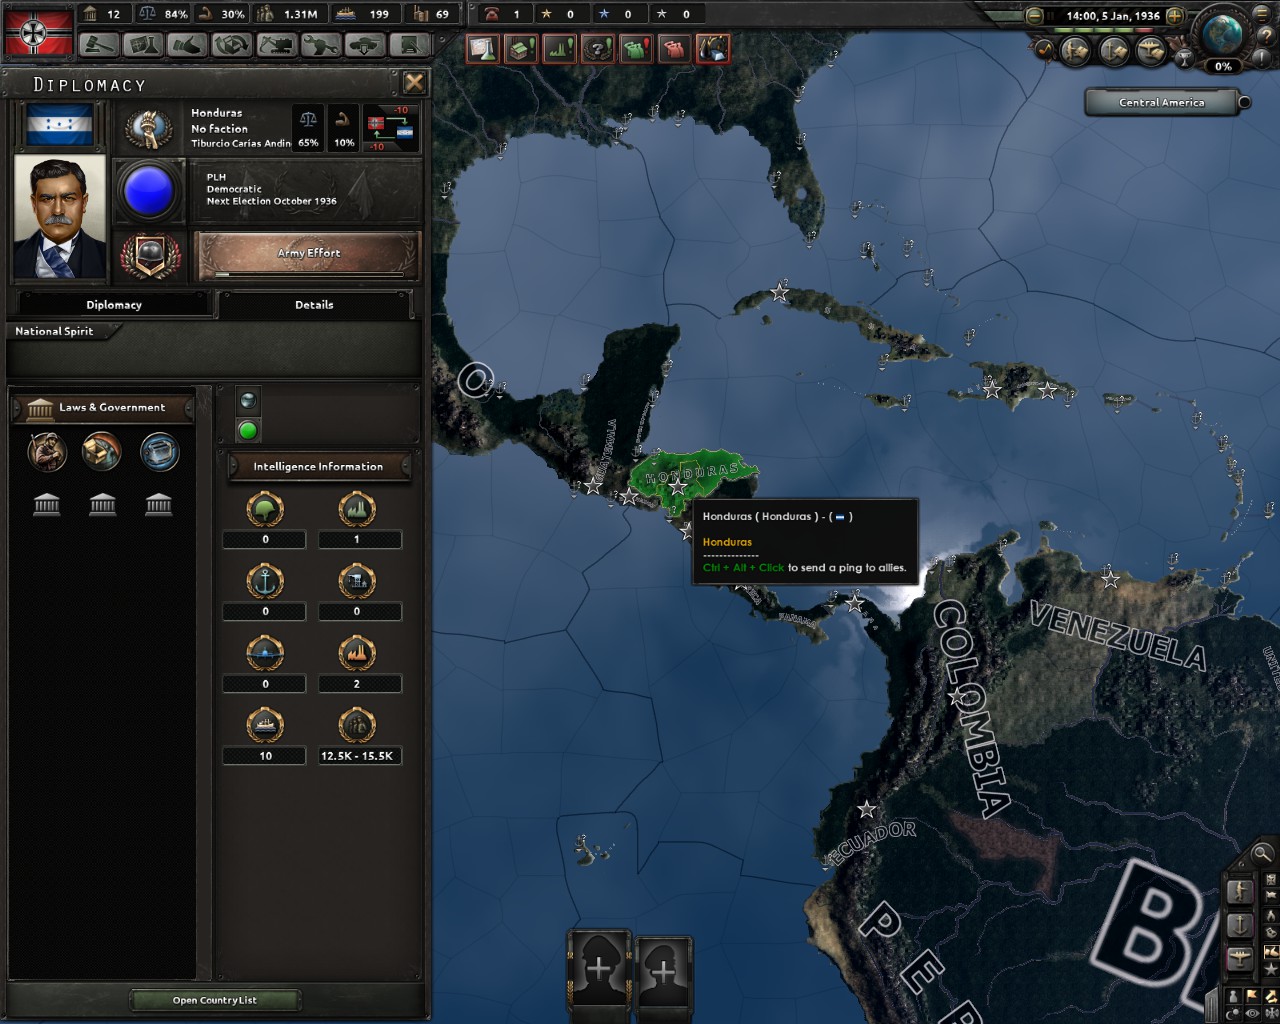 12
84%
30%
1.31M
199
69
1
0
0
0
14:00, 5 Jan, 1936
0%
Central America
Diplomacy
Honduras
No faction
Tiburcio Carías Andin
65%
10%
-10
-10
PLH
Democratic
Next Election October 1936
Army Effort
Diplomacy
Details
National Spirit
Laws & Government
Intelligence Information
0
1
0
0
0
2
10
12.5K - 15.5K
Open Country List
O
GUATEMALA
HONDURAS
Honduras ( Honduras ) - ( )
Honduras
--------------
Ctrl + Alt + Click to send a ping to allies.
PANAMA
COLOMBIA
VENEZUELA
ECUADOR
PER
B